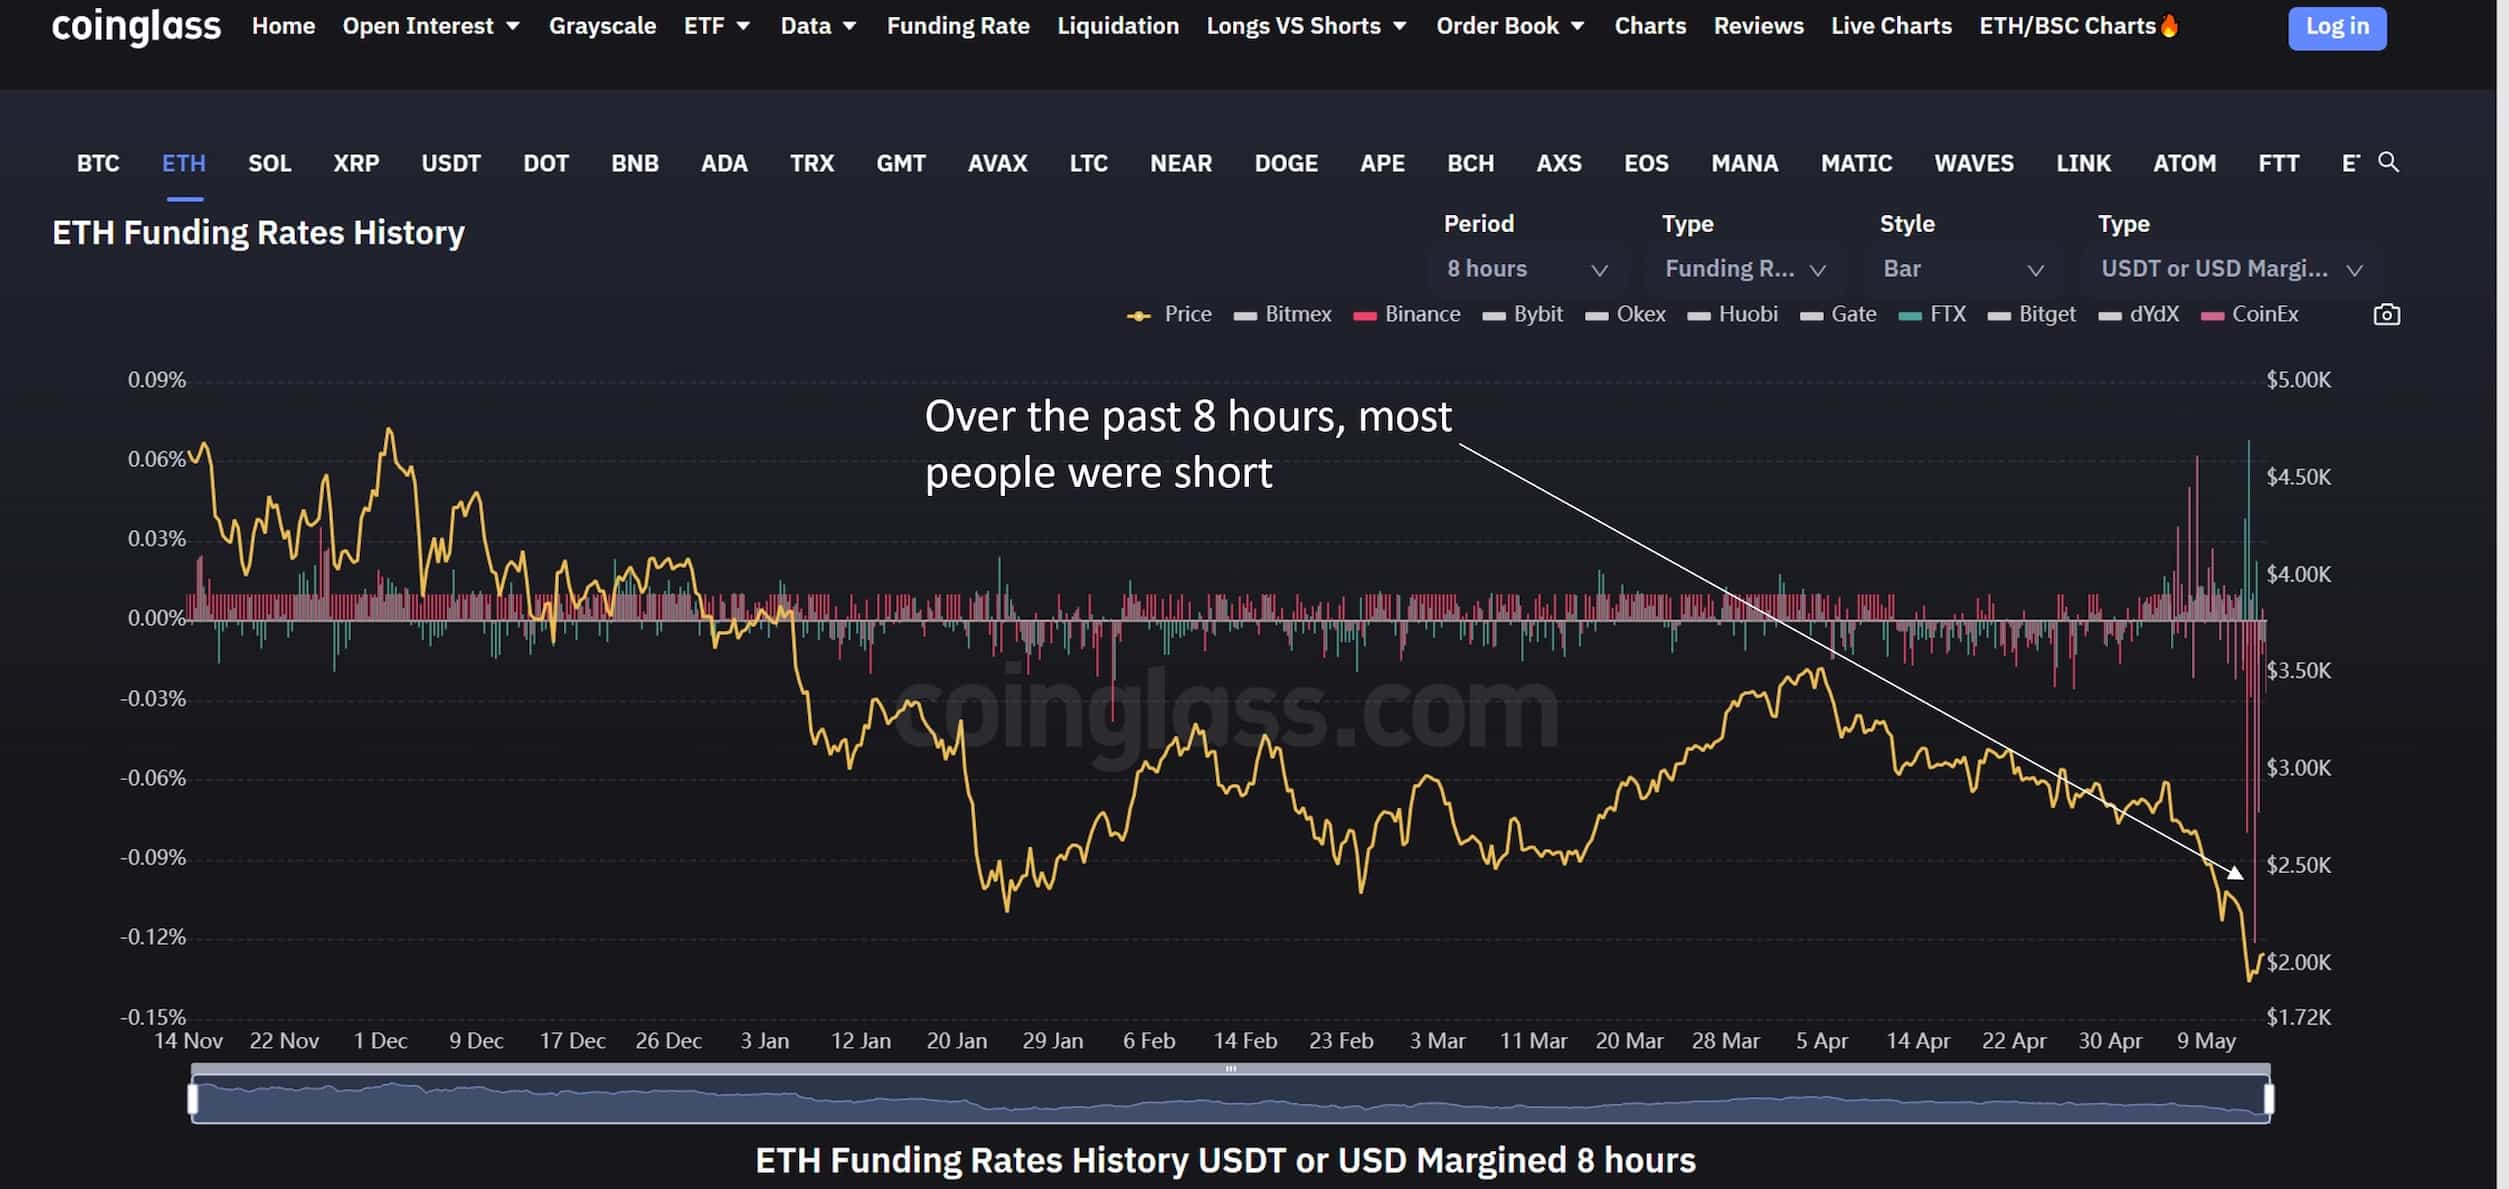 coinglass Home Open Interest Grayscale ETF Data Funding Rate Liquidation Longs VS Shorts Order Book Charts Reviews Live Charts ETH/BSC Charts🔥 Log in
BTC ETH SOL XRP USDT DOT BNB ADA TRX GMT AVAX LTC NEAR DOGE APE BCH AXS EOS MANA MATIC WAVES LINK ATOM FTT
ETH Funding Rates History
Period Type Style Type
8 hours Funding R... Bar USDT or USD Margi...
Price Bitmex Binance Bybit Okex Huobi Gate FTX Bitget dYdX CoinEx
0.09% $5.00K
Over the past 8 hours, most
people were short
0.06% $4.50K
0.03% $4.00K
0.00% $3.50K
coinglass.com
-0.03% $3.00K
-0.06% $2.50K
-0.09% $2.00K
-0.12% $1.72K
-0.15%
14 Nov 22 Nov 1 Dec 9 Dec 17 Dec 26 Dec 3 Jan 12 Jan 20 Jan 29 Jan 6 Feb 14 Feb 23 Feb 3 Mar 11 Mar 20 Mar 28 Mar 5 Apr 14 Apr 22 Apr 30 Apr 9 May
ETH Funding Rates History USDT or USD Margined 8 hours